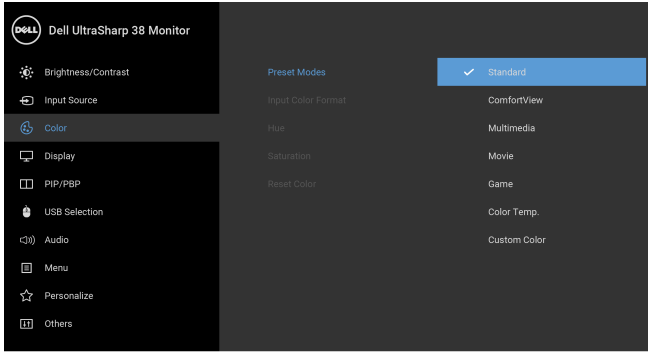 DELL Dell UltraSharp 38 Monitor
Brightness/Contrast Preset Modes Standard
Input Source Input Color Format ComfortView
Color Hue Multimedia
Display Saturation Movie
PIP/PBP Reset Color Game
USB Selection Color Temp.
Audio Custom Color
Menu
Personalize
Others